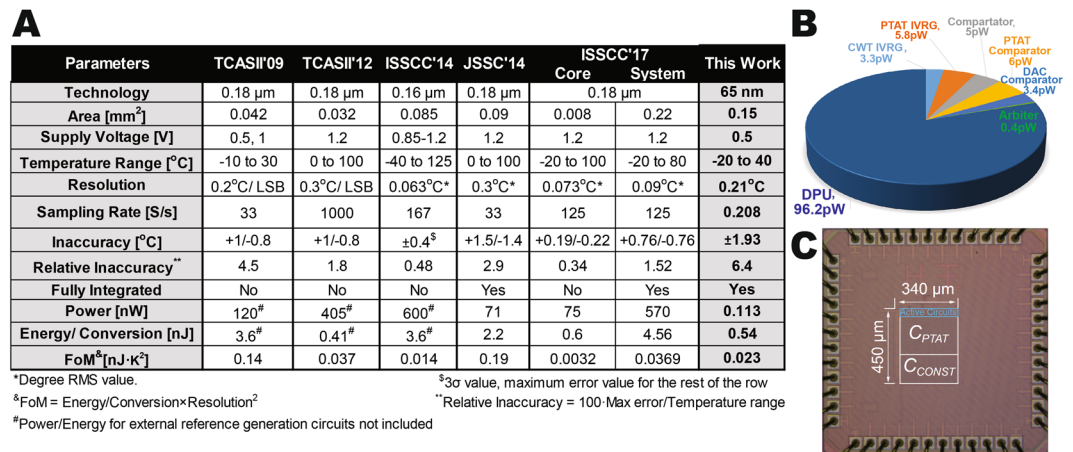 A
Parameters TCASII'09 TCASII'12 ISSCC'14 JSSC'14 ISSCC'17 Core System This Work
Technology 0.18 µm 0.18 µm 0.16 µm 0.18 µm 0.18 µm 65 nm
Area [mm²] 0.042 0.032 0.085 0.09 0.008 0.22 0.15
Supply Voltage [V] 0.5, 1 1.2 0.85-1.2 1.2 1.2 1.2 0.5
Temperature Range [°C] -10 to 30 0 to 100 -40 to 125 0 to 100 -20 to 100 -20 to 80 -20 to 40
Resolution 0.2°C/ LSB 0.3°C/ LSB 0.063°C* 0.3°C* 0.073°C* 0.09°C* 0.21°C
Sampling Rate [S/s] 33 1000 167 33 125 125 0.208
Inaccuracy [°C] +1/-0.8 +1/-0.8 ±0.4$ +1.5/-1.4 +0.19/-0.22 +0.76/-0.76 ±1.93
Relative Inaccuracy** 4.5 1.8 0.48 2.9 0.34 1.52 6.4
Fully Integrated No No No Yes No Yes Yes
Power [nW] 120# 405# 600# 71 75 570 0.113
Energy/ Conversion [nJ] 3.6# 0.41# 3.6# 2.2 0.6 4.56 0.54
FoM&[nJ·K²] 0.14 0.037 0.014 0.19 0.0032 0.0369 0.023
*Degree RMS value.
$3σ value, maximum error value for the rest of the row
&FoM = Energy/Conversion×Resolution²
**Relative Inaccuracy = 100·Max error/Temperature range
#Power/Energy for external reference generation circuits not included
B
CWT IVRG,
3.3pW
PTAT IVRG,
5.8pW
Compartator,
5pW
PTAT
Comparator
6pW
DAC
Comparator
3.4pW
Arbiter
0.4pW
DPU,
96.2pW
C
340 µm
Active Circuits
450 µm
CPTAT
CCONST